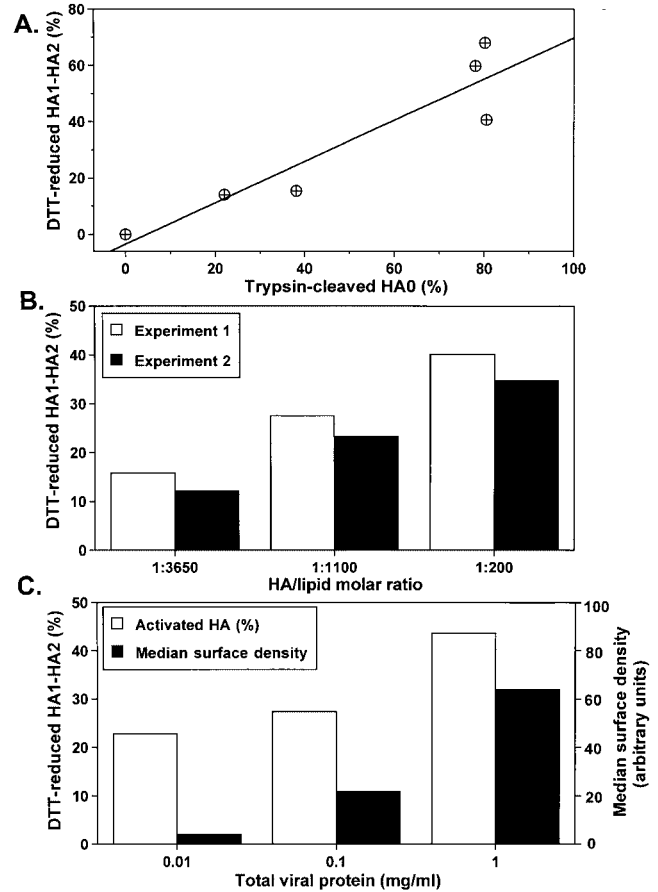 A.
DTT-reduced HA1-HA2 (%)
80
60
40
20
0
0 20 40 60 80 100
Trypsin-cleaved HA0 (%)
B.
DTT-reduced HA1-HA2 (%)
50
40
30
20
10
0
Experiment 1
Experiment 2
1:3650 1:1100 1:200
HA/lipid molar ratio
C.
DTT-reduced HA1-HA2 (%)
50
40
30
20
10
0
Activated HA (%)
Median surface density
100
80
60
40
20
0
Median surface density
(arbitrary units)
0.01 0.1 1
Total viral protein (mg/ml)